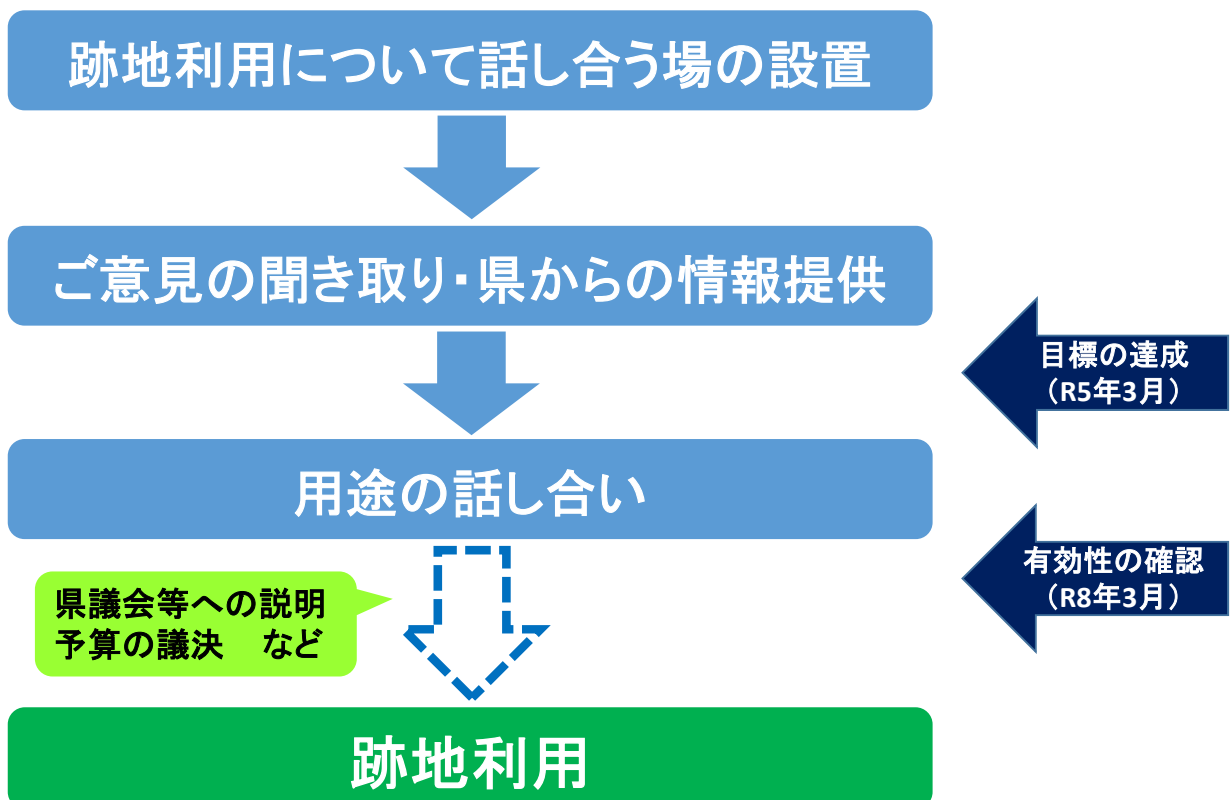 跡地利用について話し合う場の設置
ご意見の聞き取り・県からの情報提供
目標の達成
（R5年3月）
用途の話し合い
有効性の確認
（R8年3月）
県議会等への説明
予算の議決　など
跡地利用